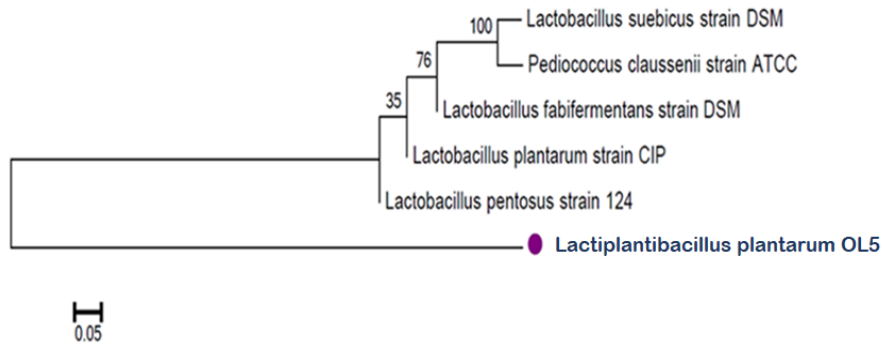 100
Lactobacillus suebicus strain DSM
Pediococcus claussenii strain ATCC
76
Lactobacillus fabifermentans strain DSM
35
Lactobacillus plantarum strain CIP
Lactobacillus pentosus strain 124
Lactiplantibacillus plantarum OL5
0.05